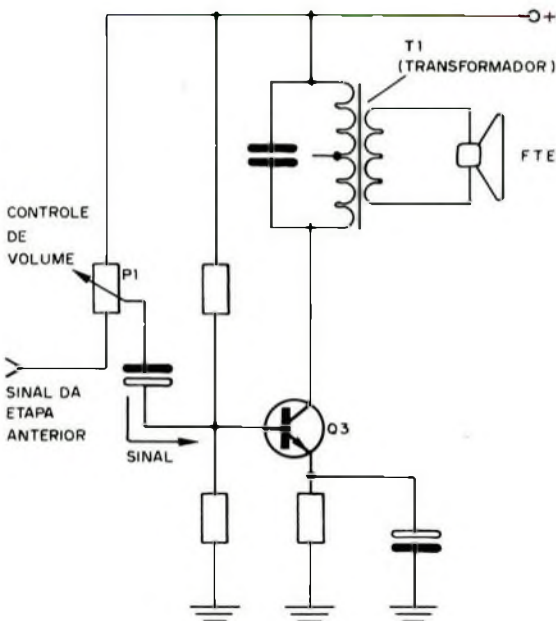 +
T1
(TRANSFORMADOR)
FTE
CONTROLE
DE
VOLUME
P1
SINAL DA
ETAPA
ANTERIOR
SINAL
Q3